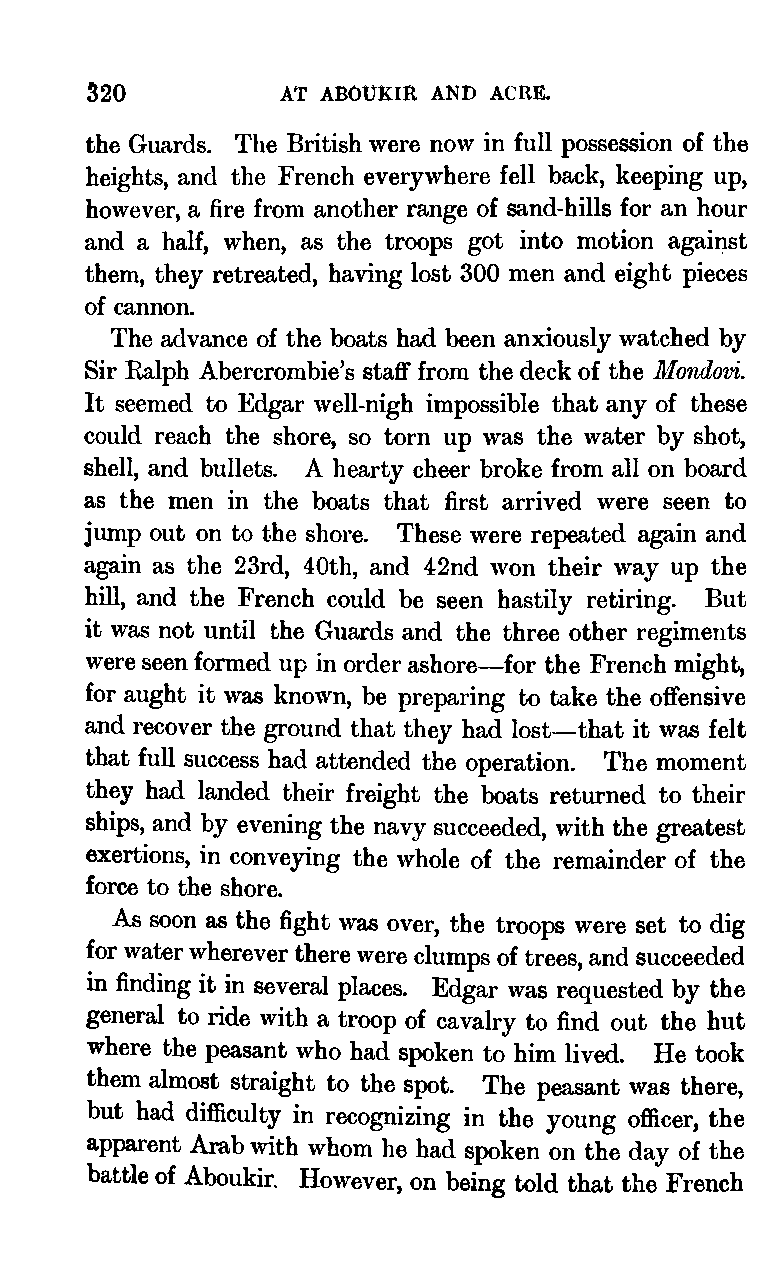 320 AT ABOUKIR AND ACRE.
the Guards. The British were now in full possession of the
heights, and the French everywhere fell back, keeping up,
however, a fire from another range of sand-hills for an hour
and a half, when, as the troops got into motion against
them, they retreated, having lost 300 men and eight pieces
of cannon.
The advance of the boats had been anxiously watched by
Sir Ralph Abercrombie's staff from the deck of the Mondovi.
It seemed to Edgar well-nigh impossible that any of these
could reach the shore, so torn up was the water by shot,
shell, and bullets. A hearty cheer broke from all on board
as the men in the boats that first arrived were seen to
jump out on to the shore. These were repeated again and
again as the 23rd, 40th, and 42nd won their way up the
hill, and the French could be seen hastily retiring. But
it was not until the Guards and the three other regiments
were seen formed up in order ashore—for the French might,
for aught it was known, be preparing to take the offensive
and recover the ground that they had lost—that it was felt
that full success had attended the operation. The moment
they had landed their freight the boats returned to their
ships, and by evening the navy succeeded, with the greatest
exertions, in conveying the whole of the remainder of the
force to the shore.
As soon as the fight was over, the troops were set to dig
for water wherever there were clumps of trees, and succeeded
in finding it in several places. Edgar was requested by the
general to ride with a troop of cavalry to find out the hut
where the peasant who had spoken to him lived. He took
them almost straight to the spot. The peasant was there,
but had difficulty in recognizing in the young officer, the
apparent Arab with whom he had spoken on the day of the
battle of Aboukir. However, on being told that the French